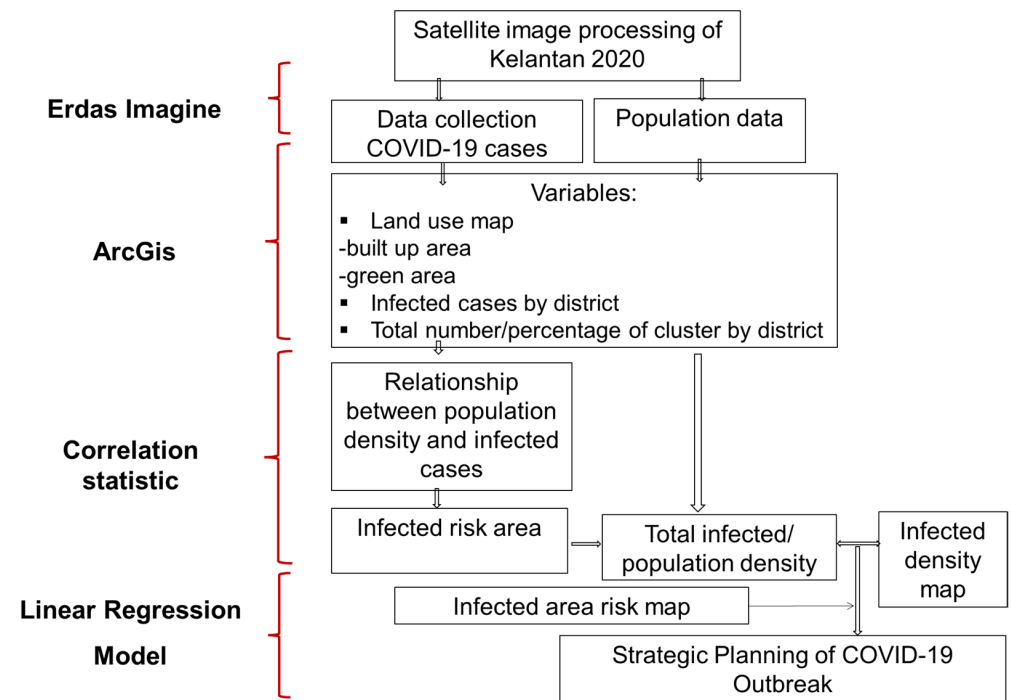 Satellite image processing of
Kelantan 2020
Erdas Imagine
Data collection
COVID-19 cases
Population data
ArcGis
Variables:
▪ Land use map
-built up area
-green area
▪ Infected cases by district
▪ Total number/percentage of cluster by district
Correlation
statistic
Relationship
between population
density and infected
cases
Infected risk area
Total infected/
population density
Infected
density
map
Linear Regression
Model
Infected area risk map
Strategic Planning of COVID-19
Outbreak